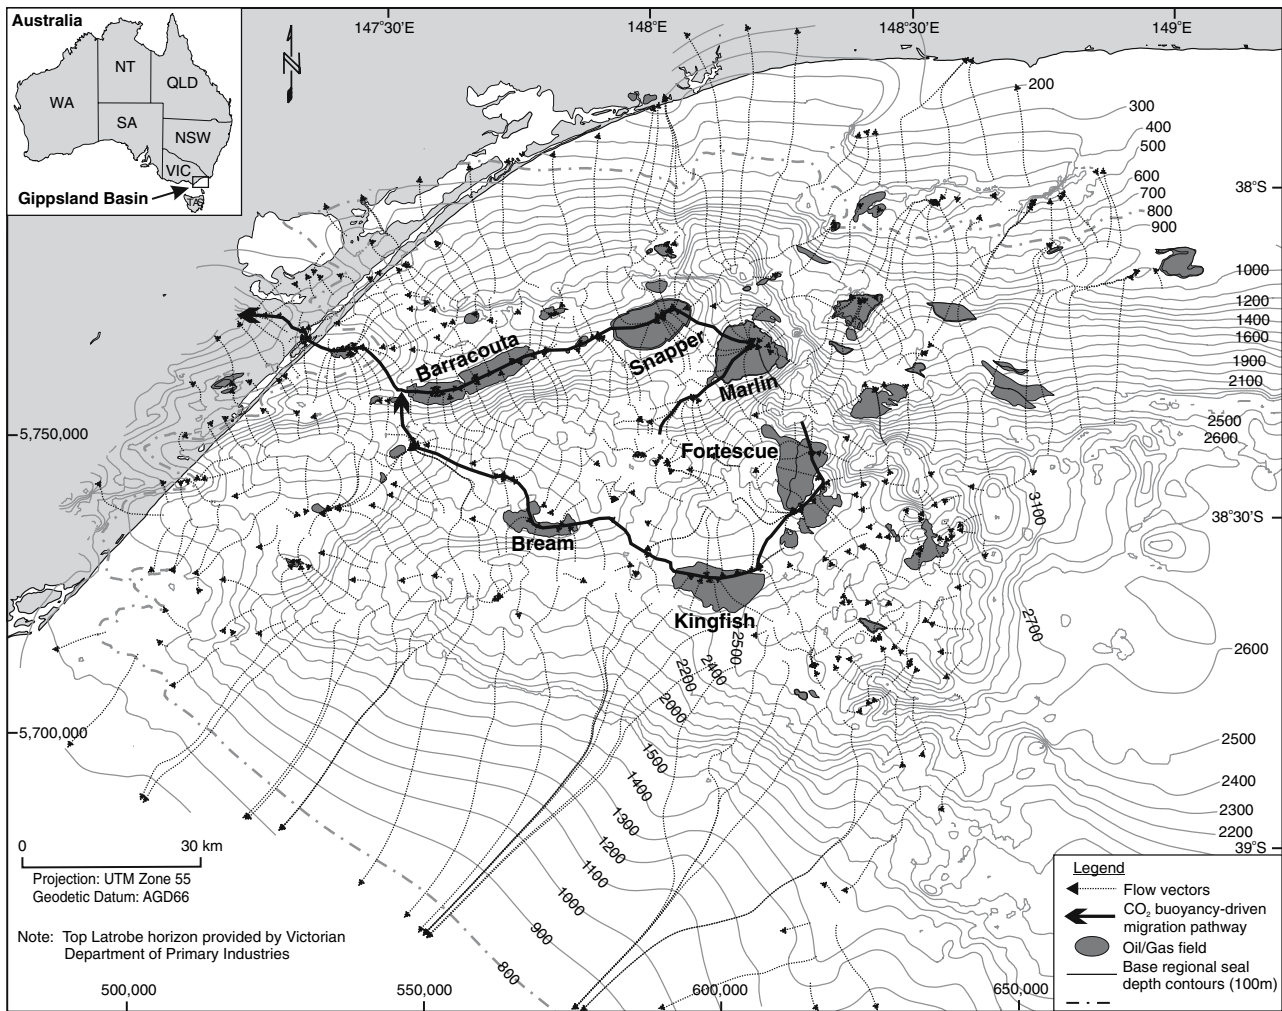 Australia
NT
QLD
WA
SA
NSW
VIC
TAS
Gippsland Basin
N
147°30'E
148°E
148°30'E
149°E
200
300
400
500
600
38°S
700
800
900
1000
1200
1400
1600
1900
2100
2500
2600
Barracouta
Snapper
Marlin
5,750,000
Fortescue
3100
38°30'S
Bream
Kingfish
2500
2400
2200
2000
2700
2600
5,700,000
1500
1400
1300
1200
1100
1000
900
800
2500
2400
2300
2200
39°S
0 30 km
Projection: UTM Zone 55
Geodetic Datum: AGD66
Note: Top Latrobe horizon provided by Victorian
Department of Primary Industries
Legend
Flow vectors
CO₂ buoyancy-driven
migration pathway
Oil/Gas field
Base regional seal
depth contours (100m)
500,000
550,000
600,000
650,000